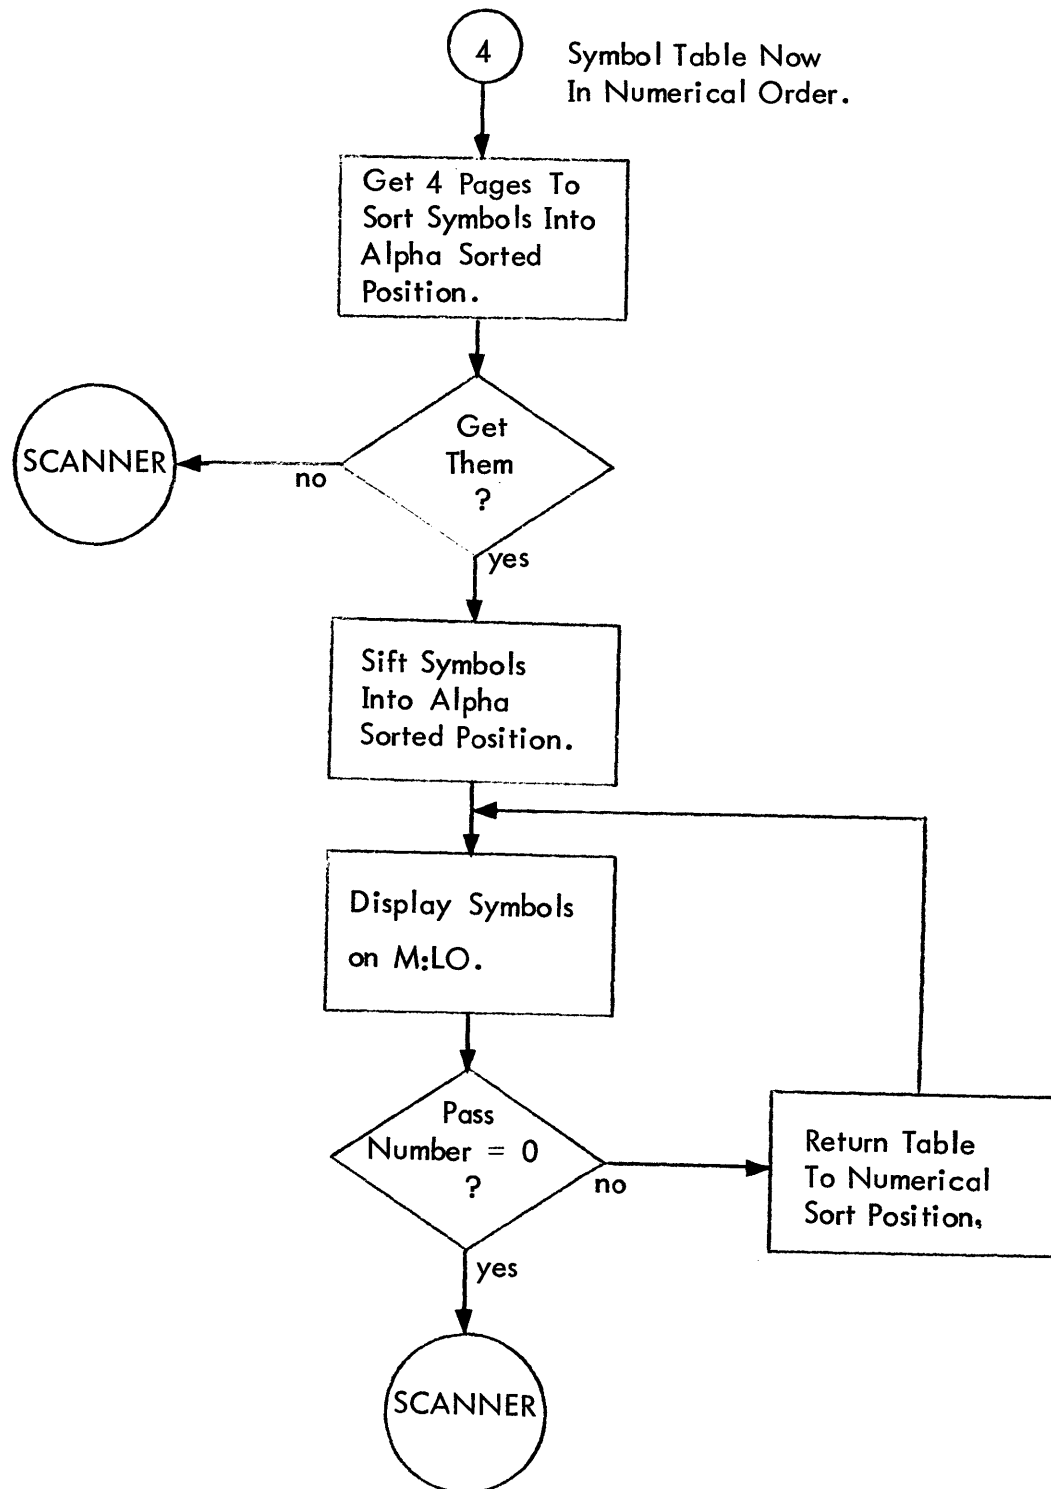 4
Symbol Table Now
In Numerical Order.
Get 4 Pages To
Sort Symbols Into
Alpha Sorted
Position.
Get
Them
?
SCANNER
no
yes
Sift Symbols
Into Alpha
Sorted Position.
Display Symbols
on M:LO.
Pass
Number = 0
?
no
Return Table
To Numerical
Sort Position,
yes
SCANNER